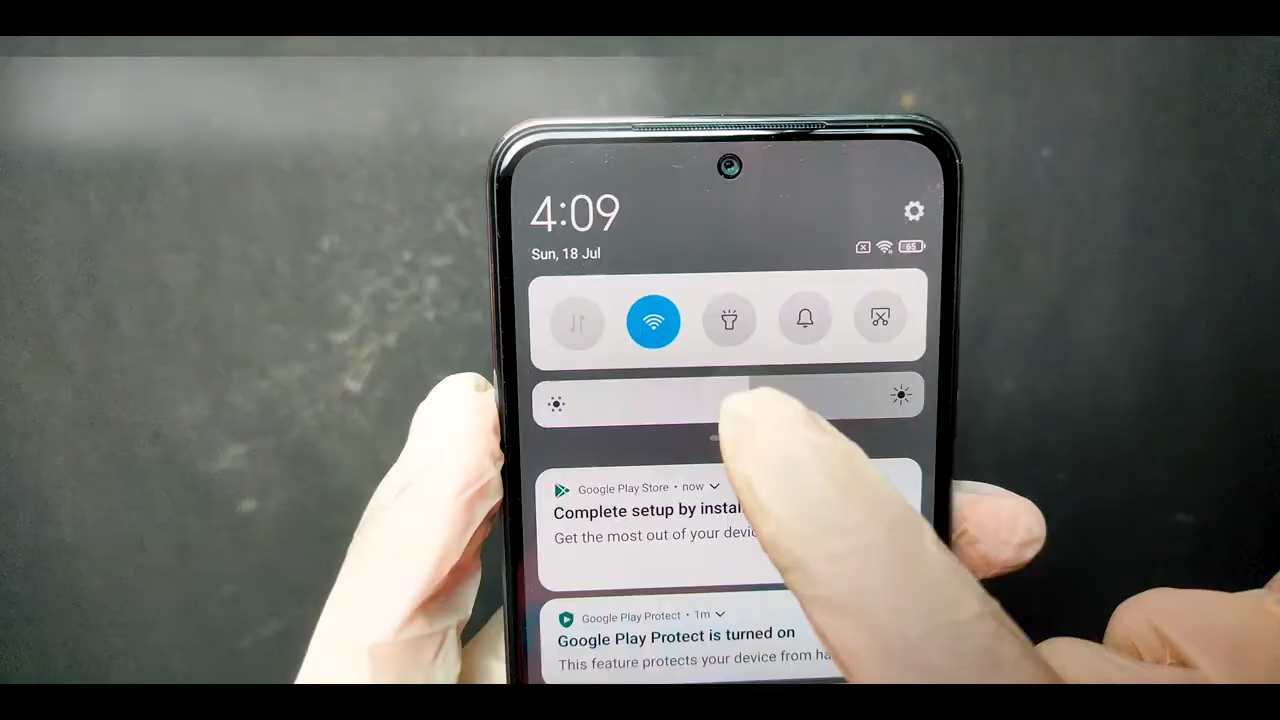 4:09
Sun, 18 Jul
65
Google Play Store • now
Complete setup by instal
Get the most out of your devic
Google Play Protect • 1m
Google Play Protect is turned on
This feature protects your device from ha